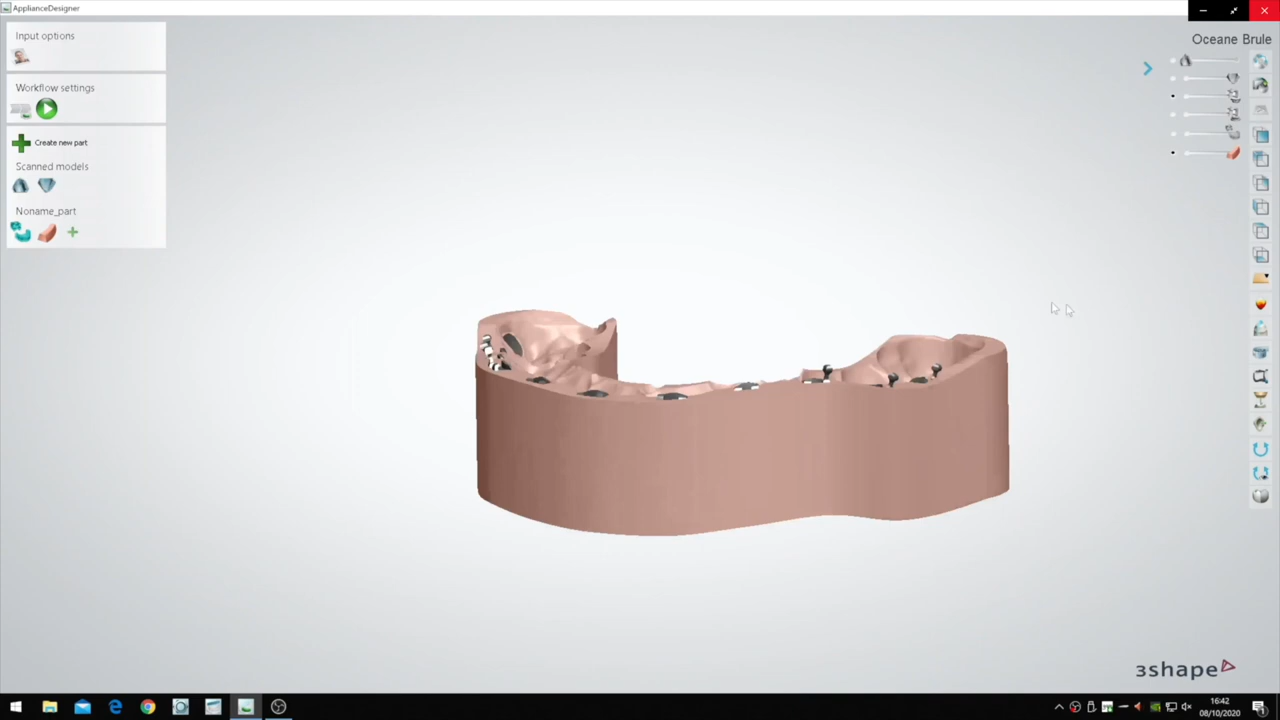 ApplianceDesigner
Input options
Workflow settings
Create new part
Scanned models
Noname_part
Oceane Brule
3shape
16:42
08/10/2020